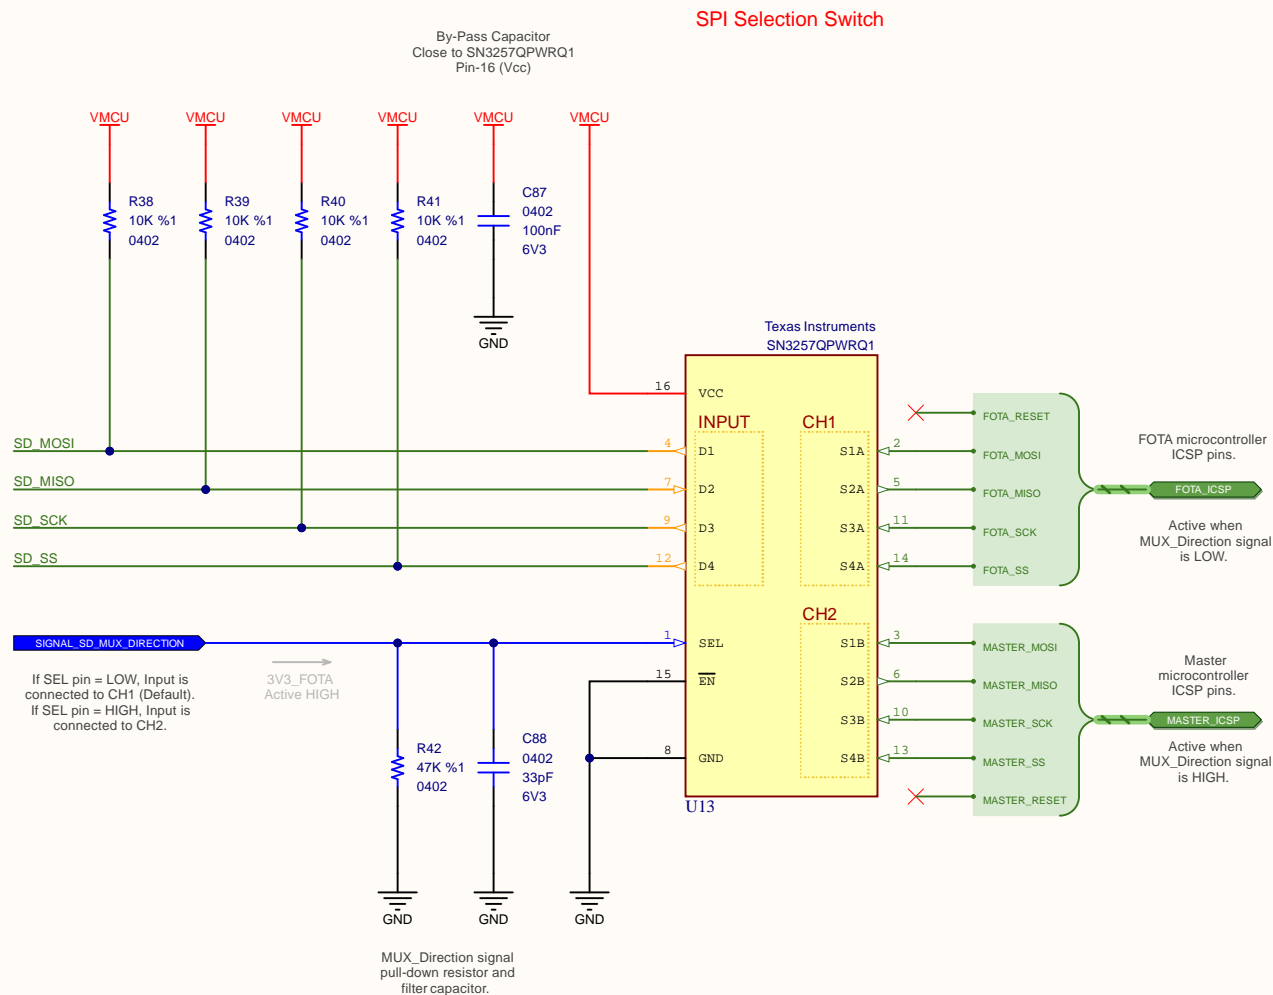 SPI Selection Switch
By-Pass Capacitor
Close to SN3257QPWRQ1
Pin-16 (Vcc)
VMCU
VMCU
VMCU
VMCU
VMCU
VMCU
R38
10K %1
0402
R39
10K %1
0402
R40
10K %1
0402
R41
10K %1
0402
C87
0402
100nF
6V3
GND
Texas Instruments
SN3257QPWRQ1
16
VCC
INPUT
CH1
SD_MOSI
4
D1
S1A
2
SD_MISO
7
D2
S2A
5
SD_SCK
9
D3
S3A
11
SD_SS
12
D4
S4A
14
FOTA_RESET
FOTA_MOSI
FOTA_MISO
FOTA_SCK
FOTA_SS
FOTA microcontroller
ICSP pins.
FOTA_ICSP
Active when
MUX_Direction signal
is LOW.
CH2
SIGNAL_SD_MUX_DIRECTION
1
SEL
S1B
3
15
EN
S2B
6
S3B
10
8
GND
S4B
13
U13
MASTER_MOSI
MASTER_MISO
MASTER_SCK
MASTER_SS
MASTER_RESET
Master
microcontroller
ICSP pins.
MASTER_ICSP
Active when
MUX_Direction signal
is HIGH.
If SEL pin = LOW, Input is
connected to CH1 (Default).
If SEL pin = HIGH, Input is
connected to CH2.
3V3_FOTA
Active HIGH
R42
47K %1
0402
C88
0402
33pF
6V3
GND
GND
GND
MUX_Direction signal
pull-down resistor and
filter capacitor.